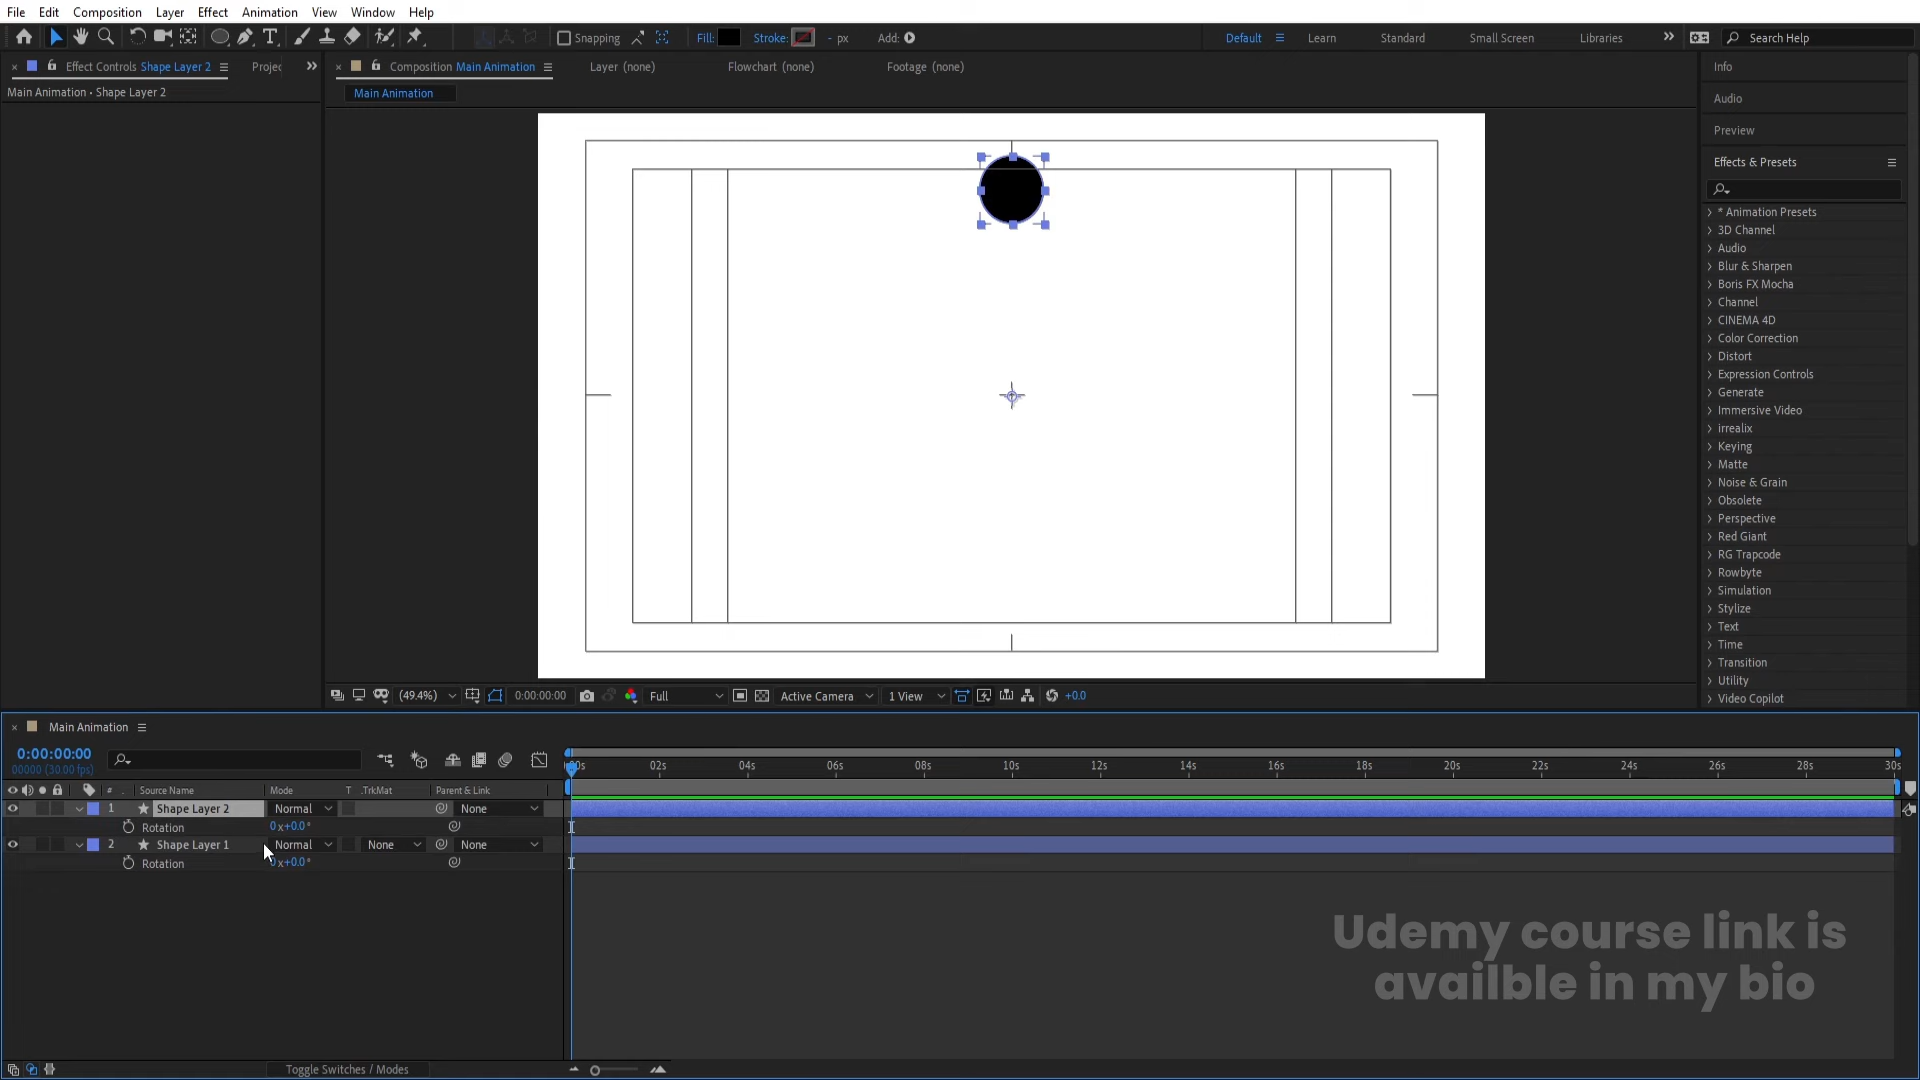 File Edit Composition Layer Effect Animation View Window Help
Snapping Fill: Stroke: - px Add: Default Learn Standard Small Screen Libraries Search Help
Effect Controls Shape Layer 2 Projec
Composition Main Animation Layer (none) Flowchart (none) Footage (none)
Main Animation • Shape Layer 2
Main Animation
Info
Audio
Preview
Effects & Presets
* Animation Presets
3D Channel
Audio
Blur & Sharpen
Boris FX Mocha
Channel
CINEMA 4D
Color Correction
Distort
Expression Controls
Generate
Immersive Video
irrealix
Keying
Matte
Noise & Grain
Obsolete
Perspective
Red Giant
RG Trapcode
Rowbyte
Simulation
Stylize
Text
Time
Transition
Utility
Video Copilot
(49.4%) 0:00:00:00 Full Active Camera 1 View +0.0
Main Animation
0:00:00:00
00000 (30.00 fps)
02s 04s 06s 08s 10s 12s 14s 16s 18s 20s 22s 24s 26s 28s 30s
# Source Name Mode T .TrkMat Parent & Link
1 Shape Layer 2 Normal None
Rotation 0x+0.0°
2 Shape Layer 1 Normal None None
Rotation 0x+0.0°
Udemy course link is
availble in my bio
Toggle Switches / Modes